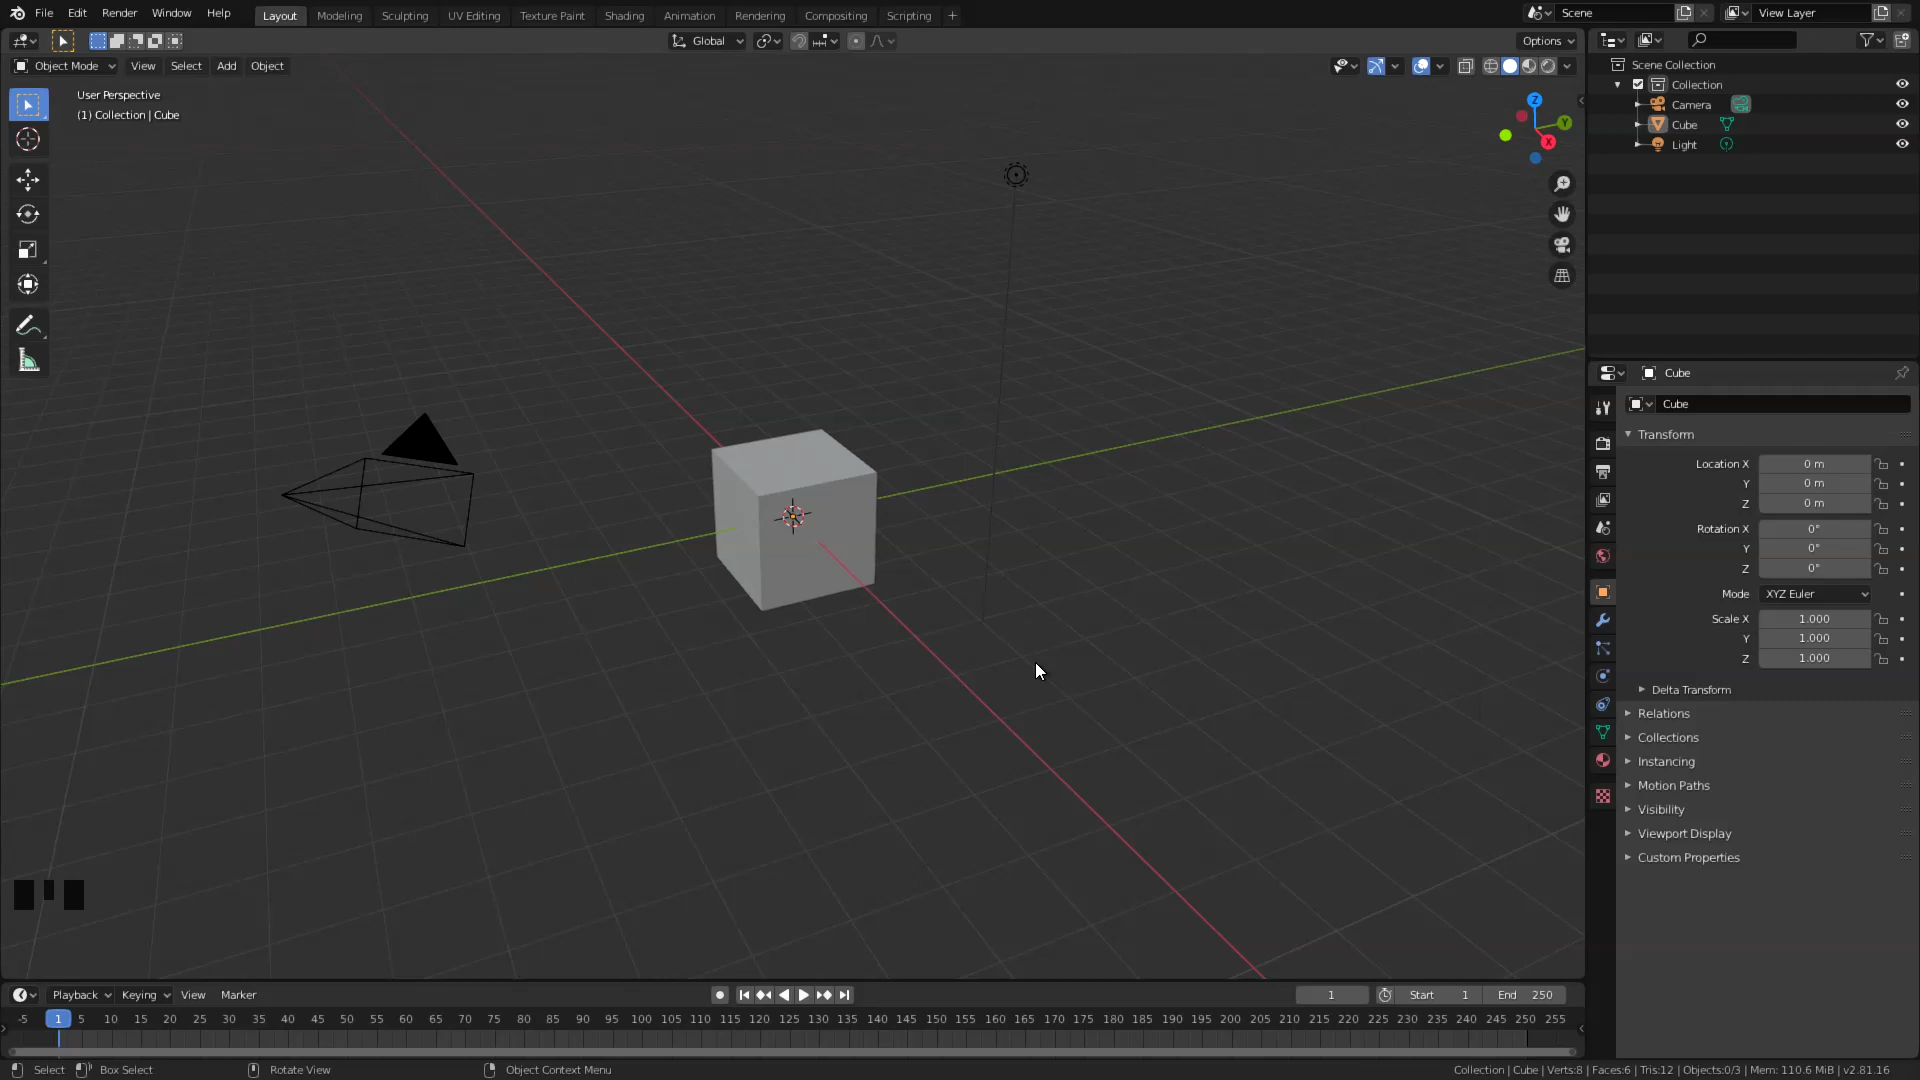 File Edit Render Window Help Layout Modeling Sculpting UV Editing Texture Paint Shading Animation Rendering Compositing Scripting + Scene View Layer
Global Options
Object Mode View Select Add Object
User Perspective
(1) Collection | Cube
Z
Y
X
Scene Collection
Collection
Camera
Cube
Light
Cube
Cube
Transform
Location X 0 m
Y 0 m
Z 0 m
Rotation X 0°
Y 0°
Z 0°
Mode XYZ Euler
Scale X 1.000
Y 1.000
Z 1.000
Delta Transform
Relations
Collections
Instancing
Motion Paths
Visibility
Viewport Display
Custom Properties
Playback Keying View Marker 1 Start 1 End 250
-5 1 5 10 15 20 25 30 35 40 45 50 55 60 65 70 75 80 85 90 95 100 105 110 115 120 125 130 135 140 145 150 155 160 165 170 175 180 185 190 195 200 205 210 215 220 225 230 235 240 245 250 255
Select Box Select Rotate View Object Context Menu Collection | Cube | Verts:8 | Faces:6 | Tris:12 | Objects:0/3 | Mem: 110.6 MiB | v2.81.16